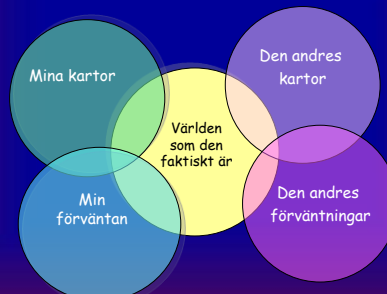 Mina kartor
Den andres
kartor
Världen
som den
faktiskt är
Min
förväntan
Den andres
förväntningar